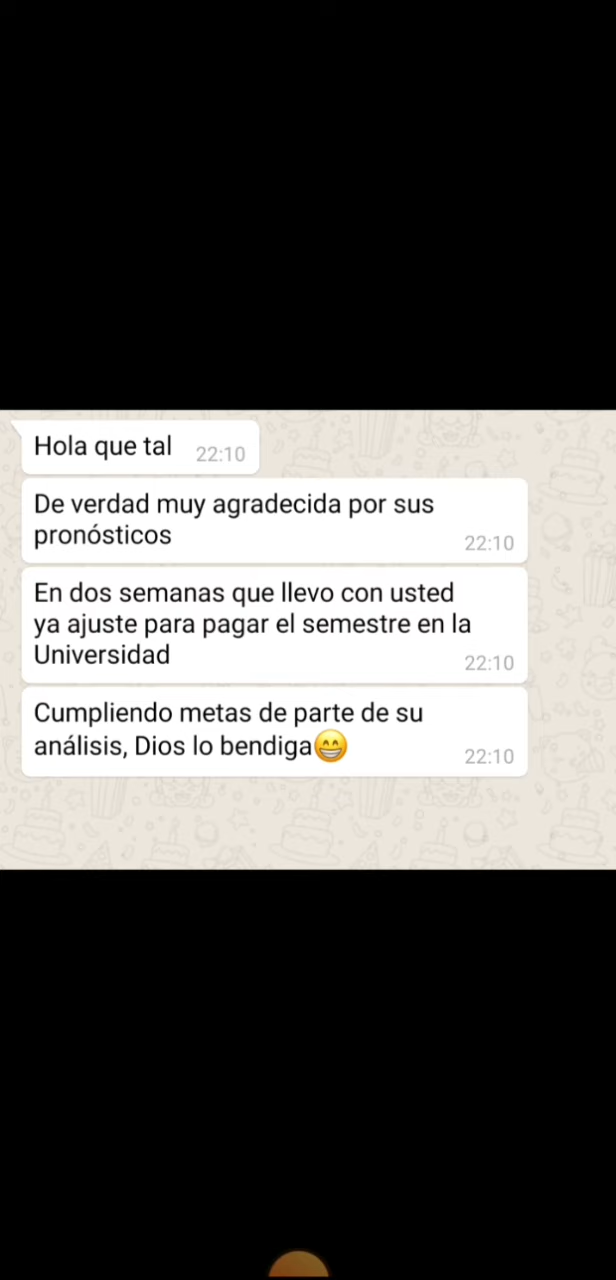 Hola que tal 22:10
De verdad muy agradecida por sus
pronósticos 22:10
En dos semanas que llevo con usted
ya ajuste para pagar el semestre en la
Universidad 22:10
Cumpliendo metas de parte de su
análisis, Dios lo bendiga😁 22:10